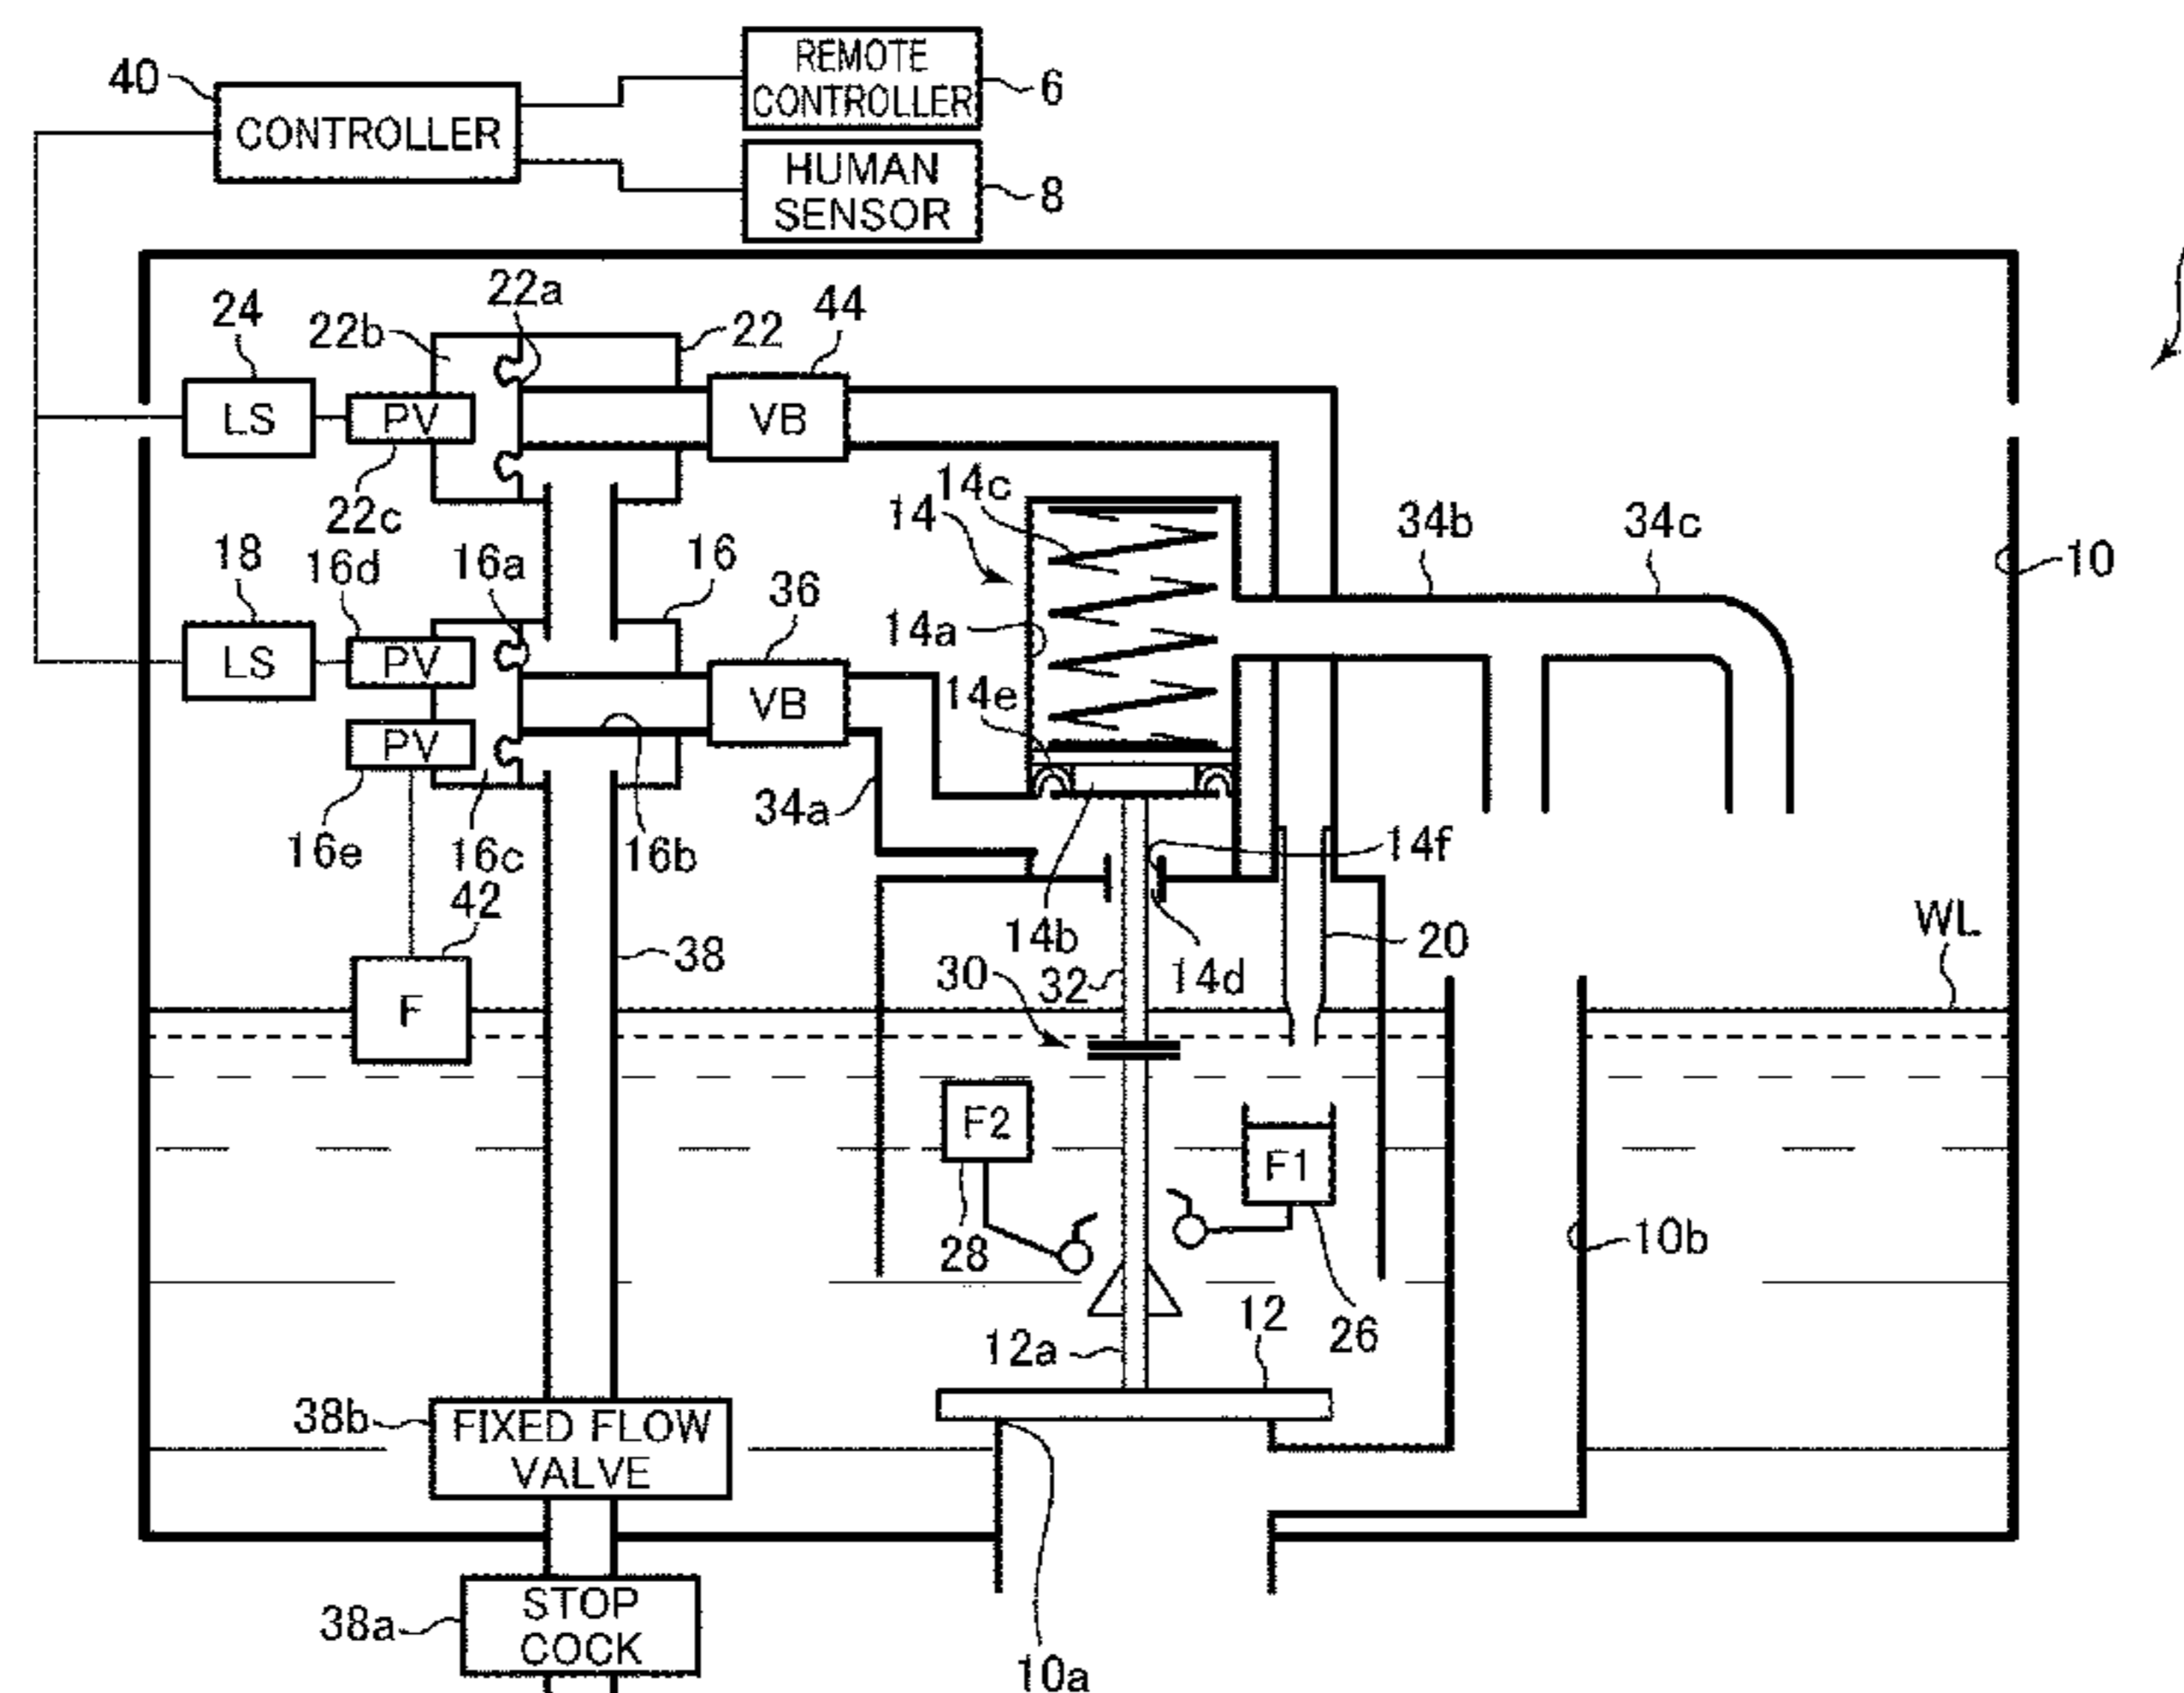 REMOTE
CONTROLLER
6
40
CONTROLLER
HUMAN
SENSOR
8
24
22b
22a
22
44
LS
PV
VB
22c
14
14c
34b
34c
18
16d
16a
16
36
10
14a
LS
PV
VB
14e
PV
34a
16e
16c
16b
14f
42
14b
38
20
WL
30
32
14d
F
F2
F1
28
10b
12a
12
26
38b
FIXED FLOW
VALVE
38a
STOP
COCK
10a